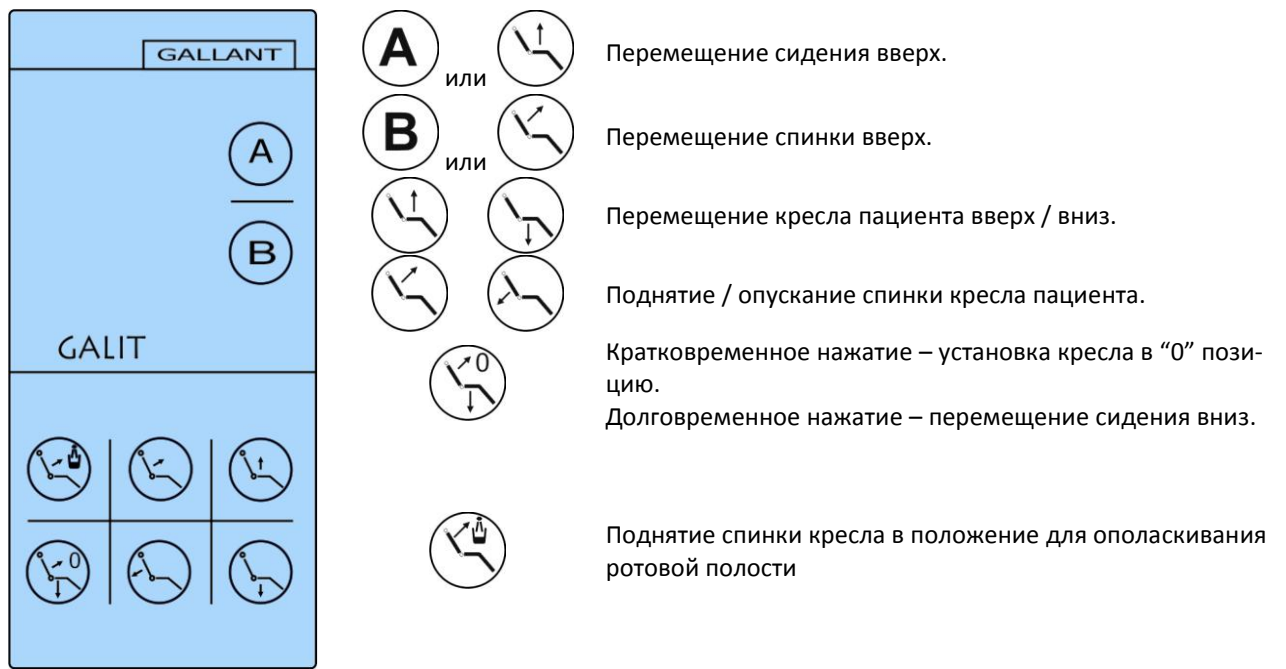 GALLANT
A
B
GALIT
0
A или Перемещение сидения вверх.
B или Перемещение спинки вверх.
Перемещение кресла пациента вверх / вниз.
Поднятие / опускание спинки кресла пациента.
0
Кратковременное нажатие – установка кресла в “0” пози-
цию.
Долговременное нажатие – перемещение сидения вниз.
Поднятие спинки кресла в положение для ополаскивания
ротовой полости